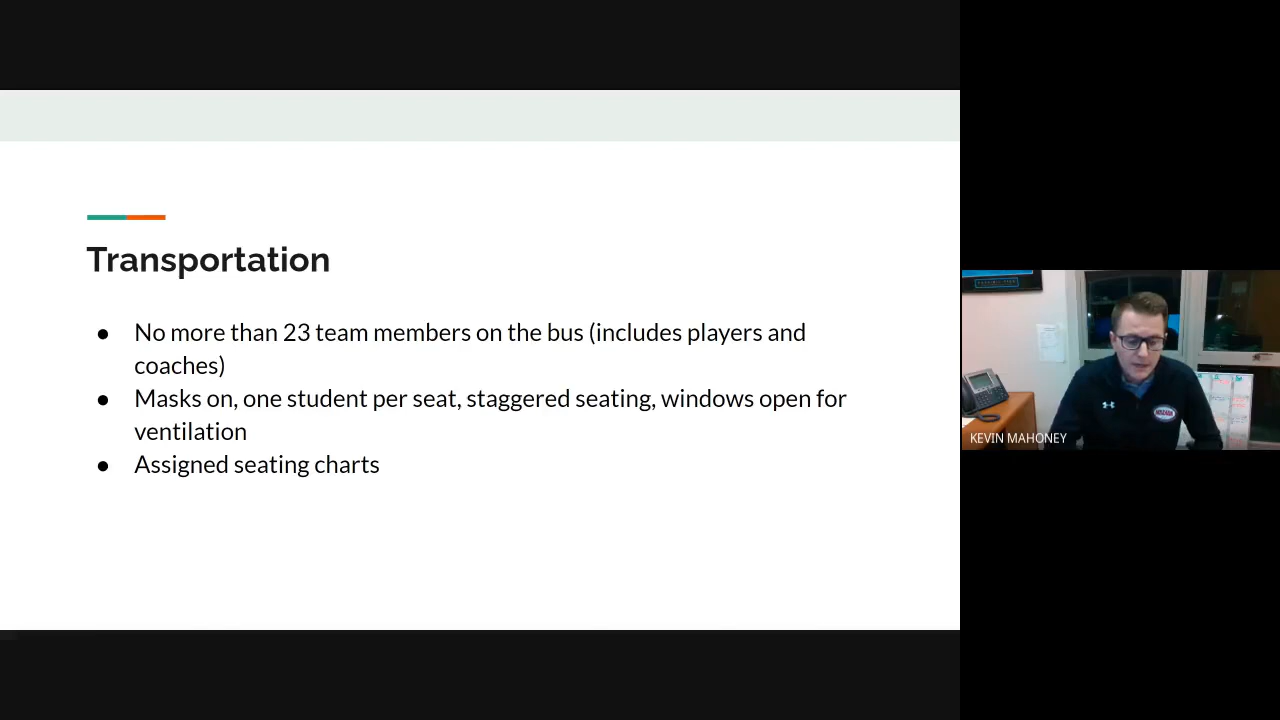 Transportation
● No more than 23 team members on the bus (includes players and
coaches)
● Masks on, one student per seat, staggered seating, windows open for
ventilation
● Assigned seating charts
KEVIN MAHONEY